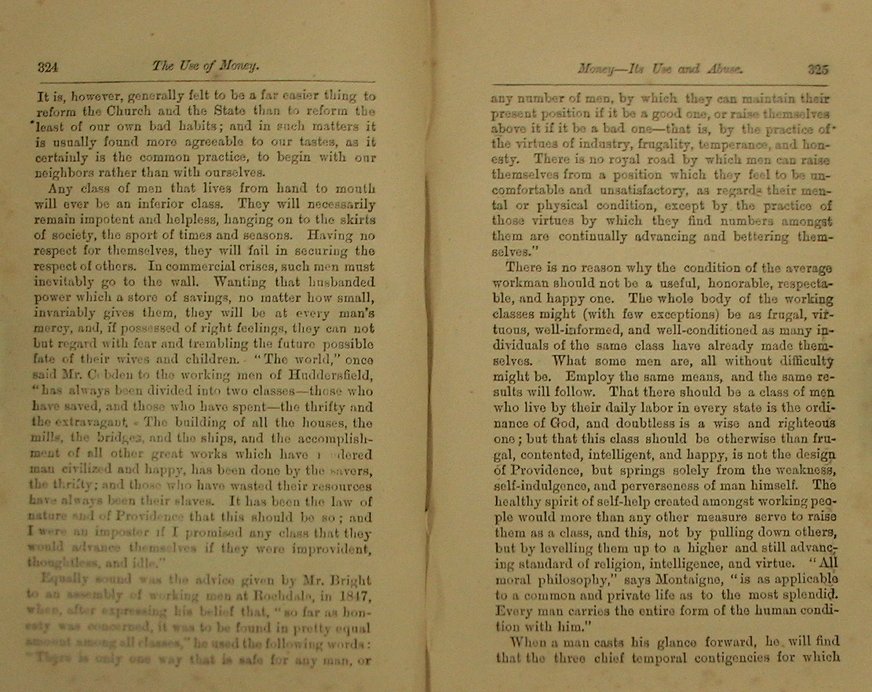 324
The Use of Money.
It is, however, generally felt to be a far easier thing to
reform the Church and the State than to reform the
least of our own bad habits; and in such matters it
is usually found more agreeable to our tastes, as it
certainly is the common practice, to begin with our
neighbors rather than with ourselves.
Any class of men that lives from hand to mouth
will ever be an inferior class. They will necessarily
remain impotent and helpless, hanging on to the skirts
of society, the sport of times and seasons. Having no
respect for themselves, they will fail in securing the
respect of others. In commercial crises, such men must
inevitably go to the wall. Wanting that husbanded
power which a store of savings, no matter how small,
invariably gives them, they will be at every man's
mercy, and, if possessed of right feelings, they can not
but regard with fear and trembling the future possible
fate of their wives and children. "The world," once
said Mr. Cobden to the working men of Huddersfield,
"has always been divided into two classes—those who
have saved, and those who have spent—the thrifty and
the extravagant. The building of all the houses, the
mills, the bridges, and the ships, and the accomplish-
ment of all other great works which have dered
man civilized and happy, has been done by the savers,
the thrifty; and those who have wasted their resources
have always been their slaves. It has been the law of
nature and of Providence that this should be so; and
I were an impostor if I promised any class that they
would advance themselves if they were improvident,
thoughtless, and idle."
Equally sound was the advice given by Mr. Bright
to an assembly of working men at Rochdale, in 1847,
when, after expressing his belief that, "so far as hon-
esty was concerned, it was to be found in pretty equal
amount among all classes," he used the following words:
"There is only one way that is safe for any man, or
Money—Its Use and Abuse.
325
any number of men, by which they can maintain their
present position if it be a good one, or raise themselves
above it if it be a bad one—that is, by the practice of
the virtues of industry, frugality, temperance, and hon-
esty. There is no royal road by which men can raise
themselves from a position which they feel to be un-
comfortable and unsatisfactory, as regards their men-
tal or physical condition, except by the practice of
those virtues by which they find numbers amongst
them are continually advancing and bettering them-
selves."
There is no reason why the condition of the average
workman should not be a useful, honorable, respecta-
ble, and happy one. The whole body of the working
classes might (with few exceptions) be as frugal, vir-
tuous, well-informed, and well-conditioned as many in-
dividuals of the same class have already made them-
selves. What some men are, all without difficulty
might be. Employ the same means, and the same re-
sults will follow. That there should be a class of men
who live by their daily labor in every state is the ordi-
nance of God, and doubtless is a wise and righteous
one; but that this class should be otherwise than fru-
gal, contented, intelligent, and happy, is not the design
of Providence, but springs solely from the weakness,
self-indulgence, and perverseness of man himself. The
healthy spirit of self-help created amongst working peo-
ple would more than any other measure serve to raise
them as a class, and this, not by pulling down others,
but by levelling them up to a higher and still advanc-
ing standard of religion, intelligence, and virtue. "All
moral philosophy," says Montaigne, "is as applicable
to a common and private life as to the most splendid.
Every man carries the entire form of the human condi-
tion with him."
When a man casts his glance forward, he will find
that the three chief temporal contigencies for which